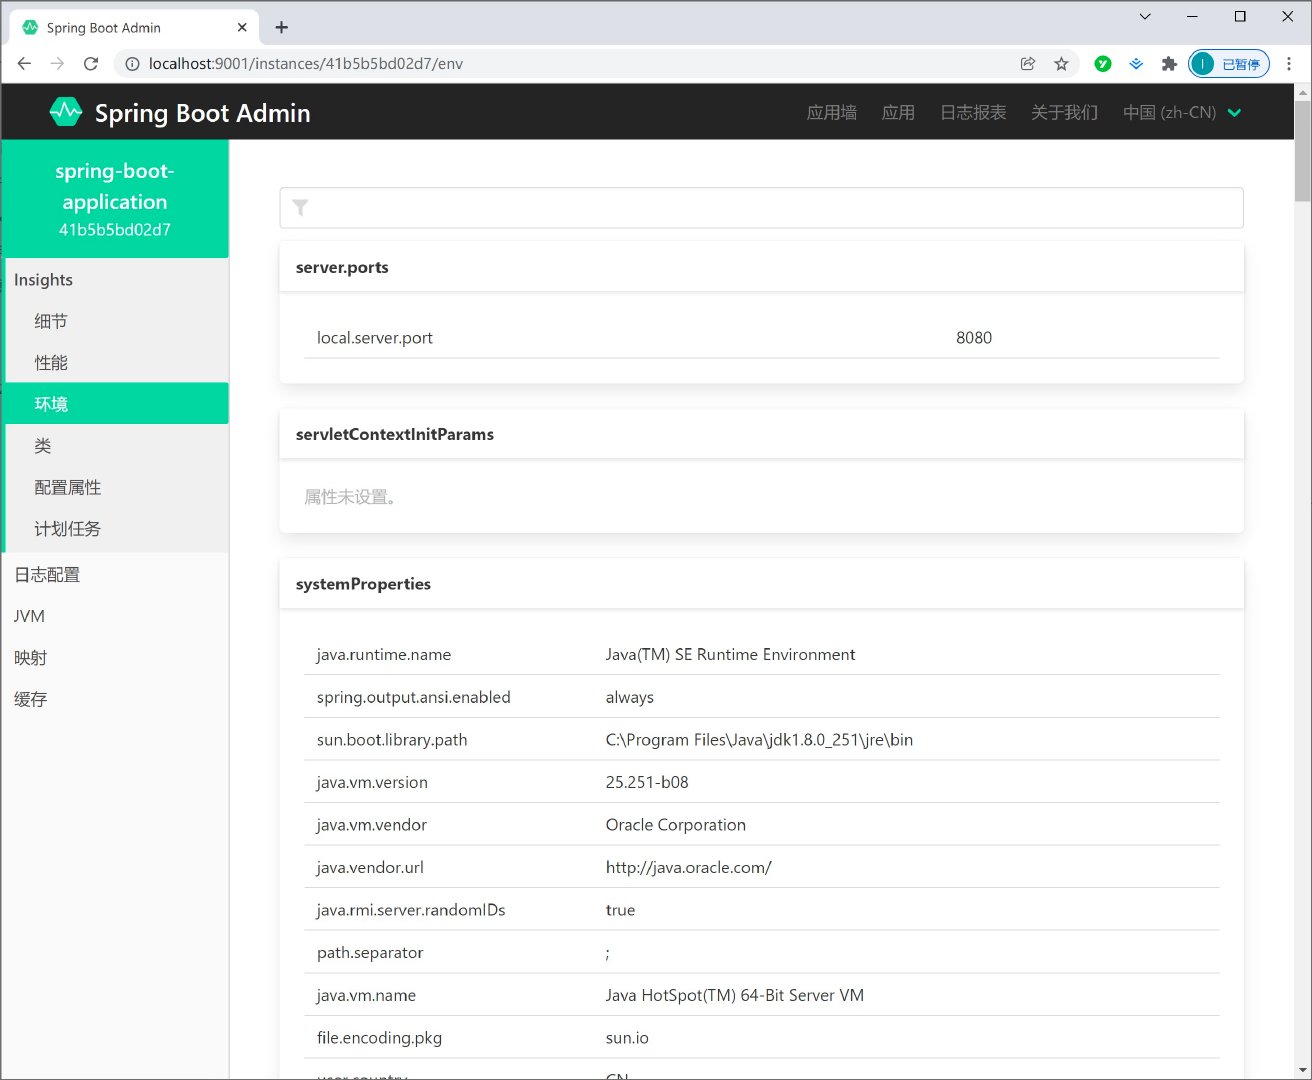 Spring Boot Admin
localhost:9001/instances/41b5b5bd02d7/env
已暂停
Spring Boot Admin
应用墙 应用 日志报表 关于我们 中国 (zh-CN)
spring-boot-
application
41b5b5bd02d7
Insights
细节
性能
环境
类
配置属性
计划任务
日志配置
JVM
映射
缓存
server.ports
local.server.port 8080
servletContextInitParams
属性未设置。
systemProperties
java.runtime.name Java(TM) SE Runtime Environment
spring.output.ansi.enabled always
sun.boot.library.path C:\Program Files\Java\jdk1.8.0_251\jre\bin
java.vm.version 25.251-b08
java.vm.vendor Oracle Corporation
java.vendor.url http://java.oracle.com/
java.rmi.server.randomIDs true
path.separator ;
java.vm.name Java HotSpot(TM) 64-Bit Server VM
file.encoding.pkg sun.io
user.country CN